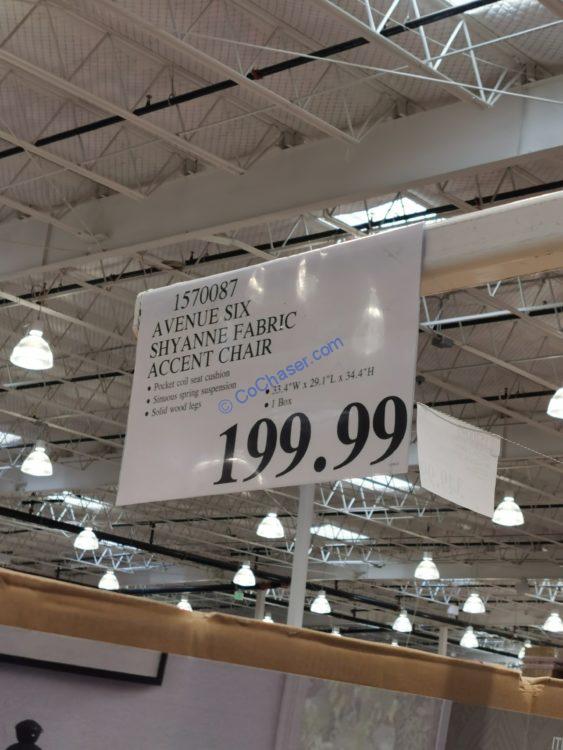 1570087
AVENUE SIX
SHYANNE FABRIC
ACCENT CHAIR
• Pocket coil seat cushion
• Sinuous spring suspension
• Solid wood legs
• 33.4"W x 29.1"L x 34.4"H
• 1 Box
© CoChaser.com
199.99